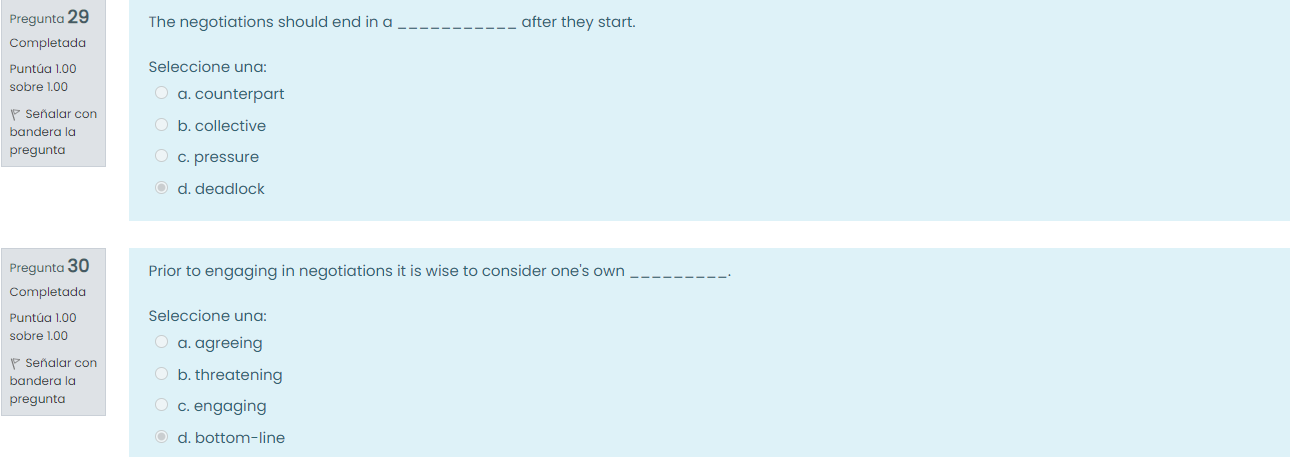 Pregunta 29
Completada
Puntúa 1.00
sobre 1.00
Señalar con
bandera la
pregunta
The negotiations should end in a ___________ after they start.
Seleccione una:
a. counterpart
b. collective
c. pressure
d. deadlock
Pregunta 30
Completada
Puntúa 1.00
sobre 1.00
Señalar con
bandera la
pregunta
Prior to engaging in negotiations it is wise to consider one's own _________.
Seleccione una:
a. agreeing
b. threatening
c. engaging
d. bottom-line